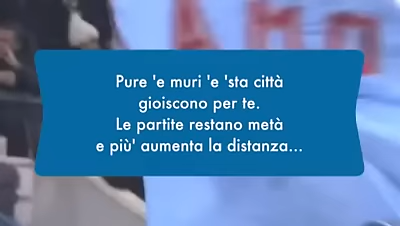 Pure 'e muri 'e 'sta città
gioiscono per te.
Le partite restano metà
e più' aumenta la distanza...